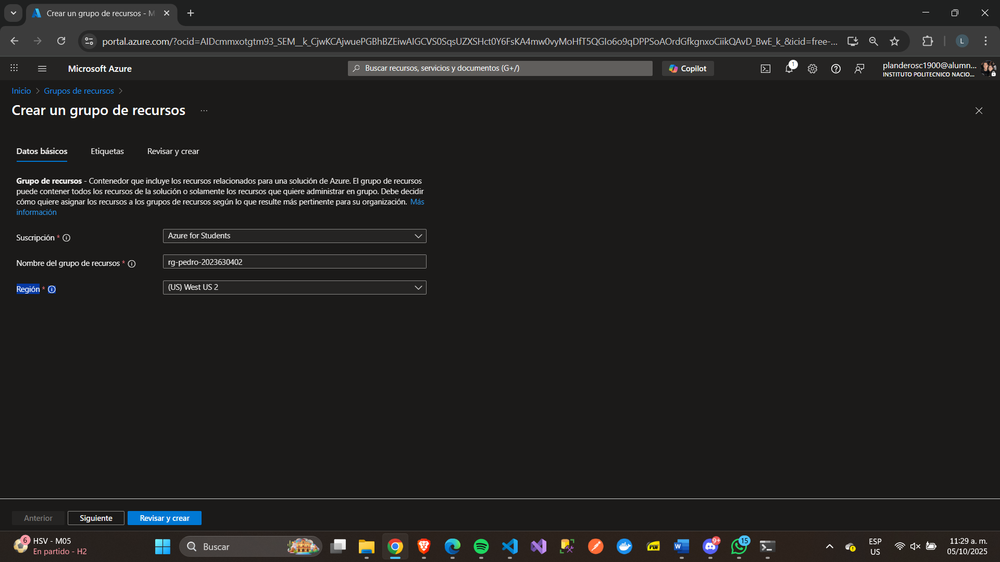 Crear un grupo de recursos - M
portal.azure.com/?ocid=AIDcmmxotgtm93_SEM__k_CjwKCAjwuePGBhBZEiwAIGCVS0SqsUZXSHct0Y6FsKA4mw0vyMoHfT5QGIo6o9qDPPSoAOrdGfkgnxoCiikQAvD_BwE_k_&icid=free-...
L
Microsoft Azure
Buscar recursos, servicios y documentos (G+/)
Copilot
1
planderosc1900@alumn...
INSTITUTO POLITECNICO NACIO...
Inicio > Grupos de recursos >
Crear un grupo de recursos ...
Datos básicos
Etiquetas
Revisar y crear
Grupo de recursos - Contenedor que incluye los recursos relacionados para una solución de Azure. El grupo de recursos
puede contener todos los recursos de la solución o solamente los recursos que quiere administrar en grupo. Debe decidir
cómo quiere asignar los recursos a los grupos de recursos según lo que resulte más pertinente para su organización. Más
información
Suscripción *
Azure for Students
Nombre del grupo de recursos *
rg-pedro-2023630402
Región *
(US) West US 2
Anterior
Siguiente
Revisar y crear
6
HSV - M05
En partido - H2
Buscar
PDF
W
9+
15
ESP
US
11:29 a. m.
05/10/2025